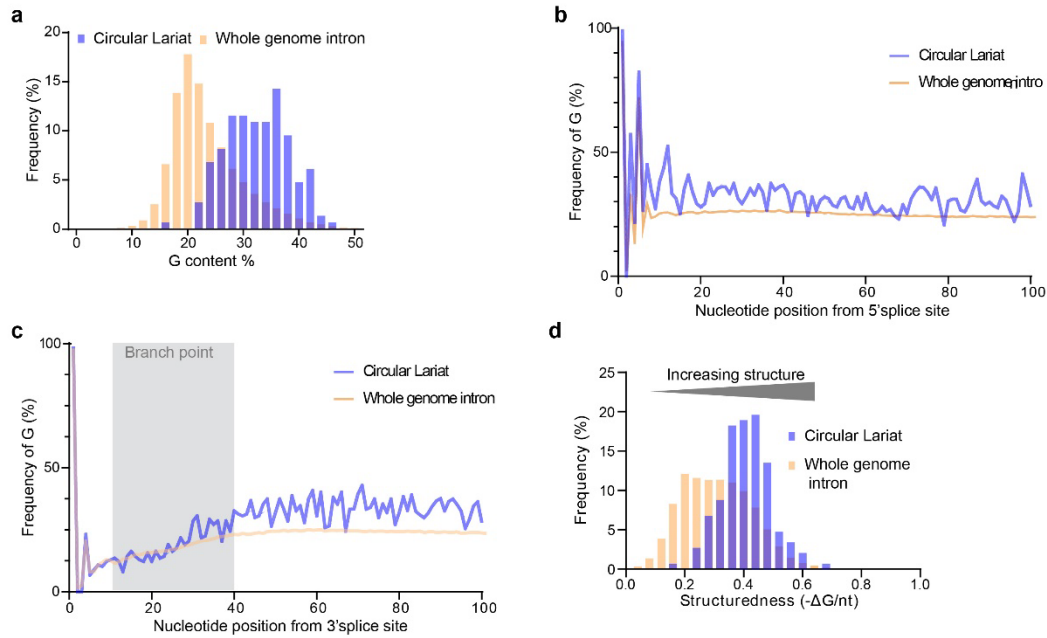 a
20
Circular Lariat Whole genome intron
15
10
5
0
Frequency (%)
0 10 20 30 40 50
G content %
b
100
50
0
Frequency of G (%)
Circular Lariat
Whole genome intro
0 20 40 60 80 100
Nucleotide position from 5'splice site
c
100
50
0
Frequency of G (%)
Branch point
Circular Lariat
Whole genome intron
0 20 40 60 80 100
Nucleotide position from 3'splice site
d
25
20
15
10
5
0
Frequency (%)
Increasing structure
Circular Lariat
Whole genome
intron
0.0 0.2 0.4 0.6 0.8 1.0
Structuredness (-ΔG/nt)